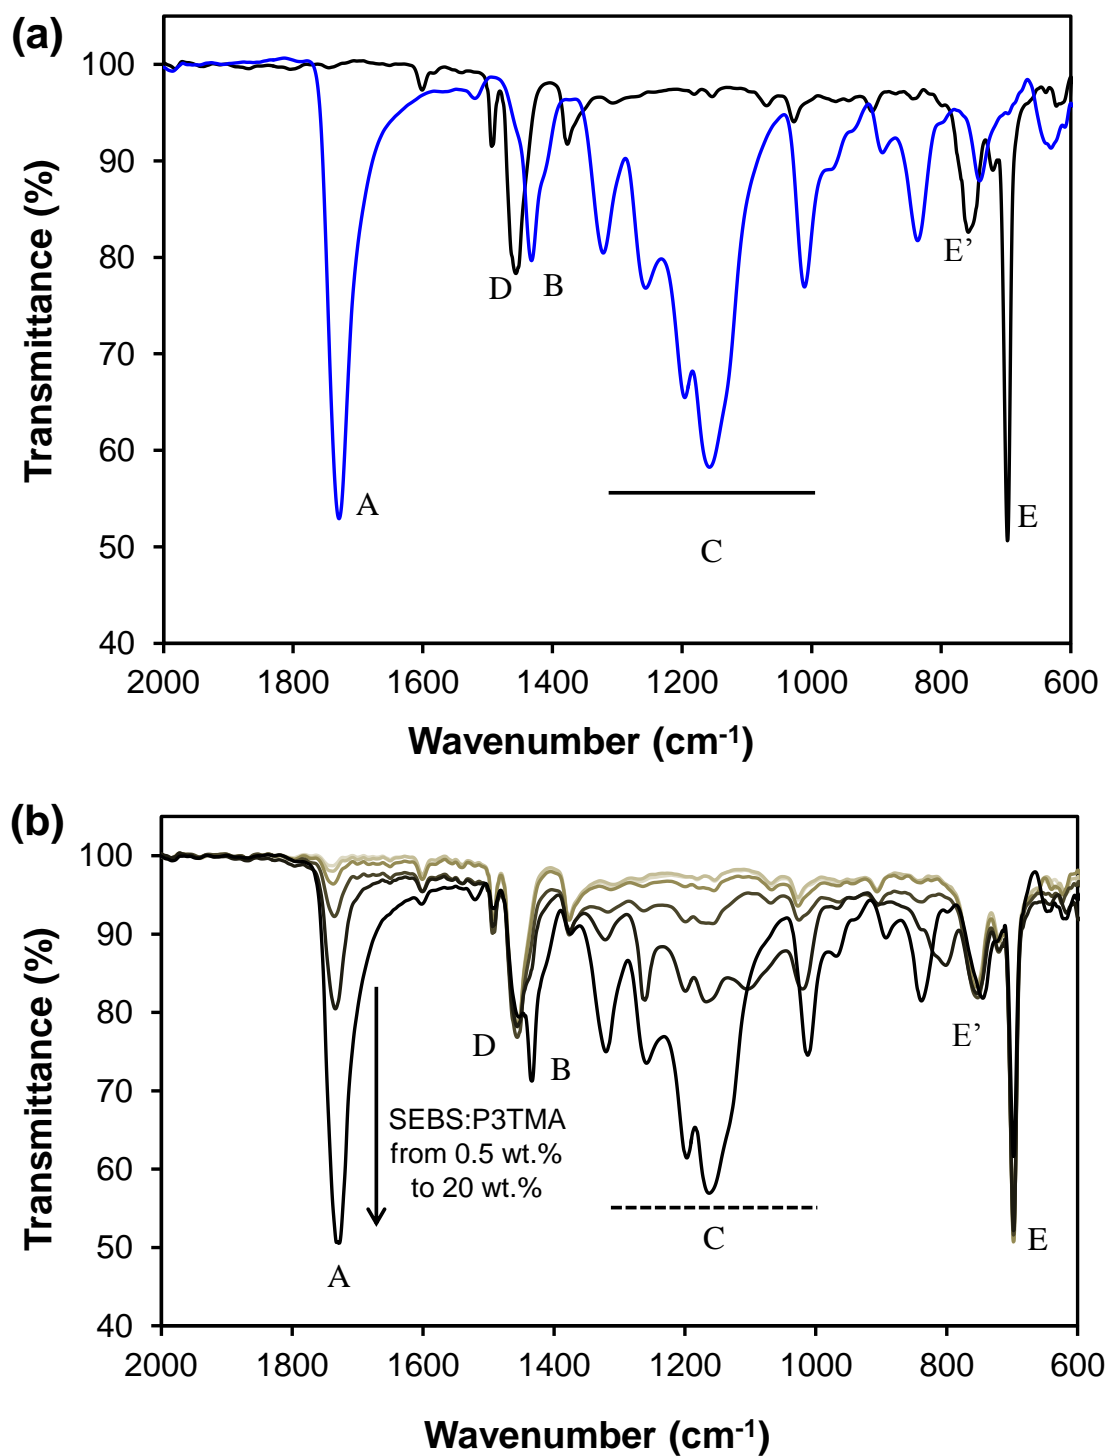 (a)
Transmittance (%)
100
90
80
70
60
50
40
A
D
B
C
E’
E
2000
1800
1600
1400
1200
1000
800
600
Wavenumber (cm-1)
(b)
Transmittance (%)
100
90
80
70
60
50
40
D
B
E’
SEBS:P3TMA
from 0.5 wt.%
to 20 wt.%
A
C
E
2000
1800
1600
1400
1200
1000
800
600
Wavenumber (cm-1)